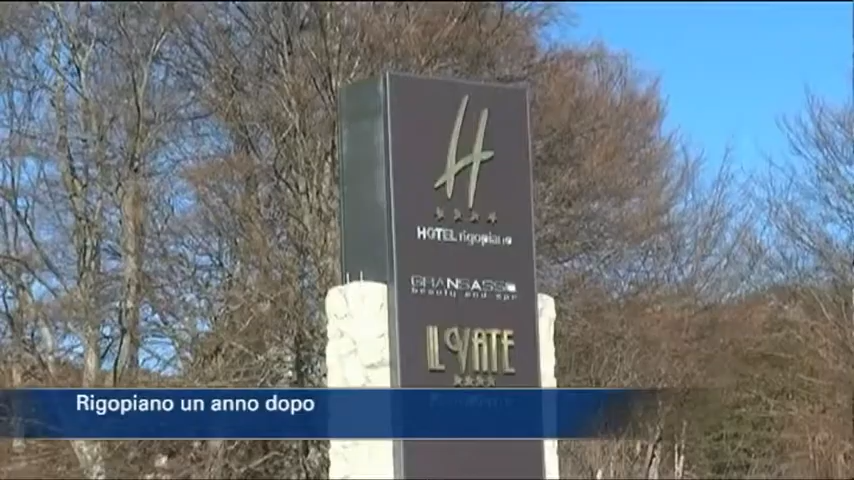 H
HOTEL rigopiano
GRANSASSO
beauty and spa
IL VATE
Rigopiano un anno dopo